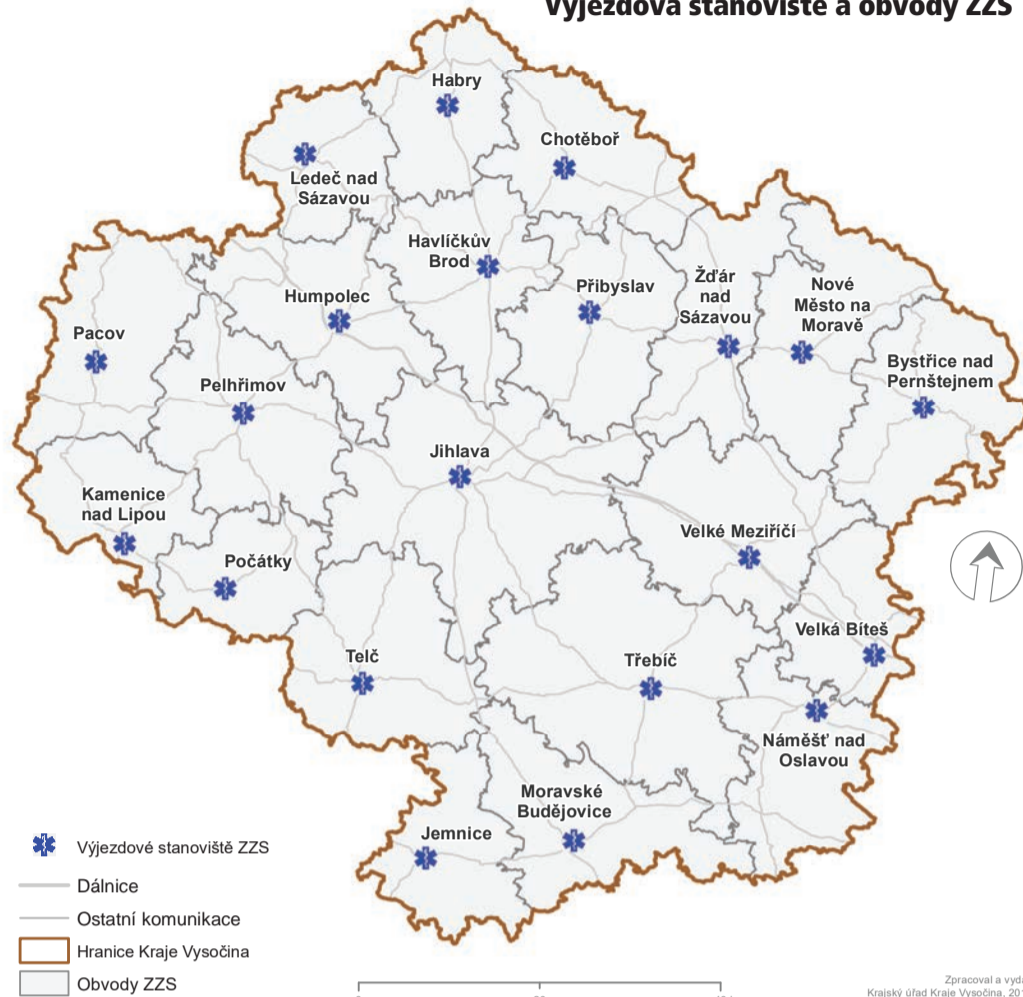 Výjezdová stanoviště a obvody ZZS
Habry
Chotěboř
Ledeč nad
Sázavou
Havlíčkův
Brod
Přibyslav
Žďár
nad
Sázavou
Nové
Město na
Moravě
Humpolec
Pacov
Bystřice nad
Pernštejnem
Pelhřimov
Jihlava
Kamenice
nad Lipou
Velké Meziříčí
Počátky
Velká Bíteš
Telč
Třebíč
Náměšť nad
Oslavou
Moravské
Budějovice
Jemnice
Výjezdové stanoviště ZZS
Dálnice
Ostatní komunikace
Hranice Kraje Vysočina
Obvody ZZS
Zpracoval a vyda
Krajský úřad Kraje Vysočina, 201